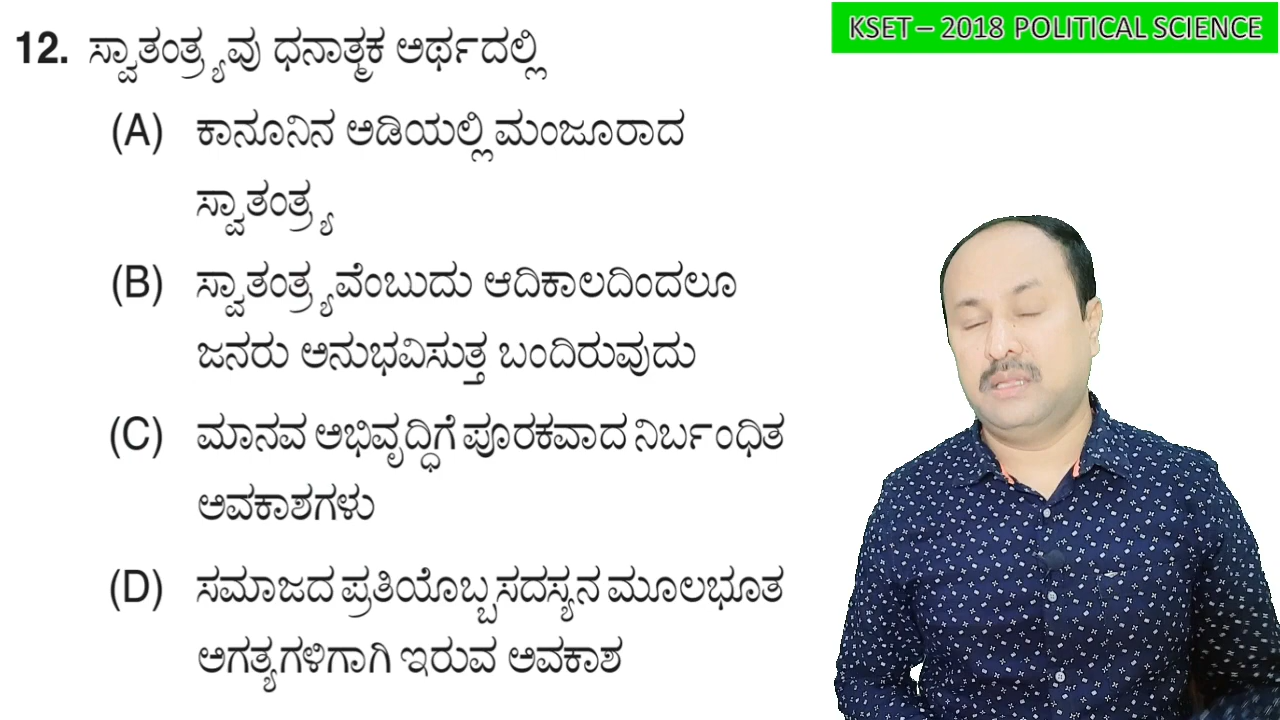 KSET – 2018 POLITICAL SCIENCE
12. ಸ್ವಾತಂತ್ರ್ಯವು ಧನಾತ್ಮಕ ಅರ್ಥದಲ್ಲಿ
(A) ಕಾನೂನಿನ ಅಡಿಯಲ್ಲಿ ಮಂಜೂರಾದ
ಸ್ವಾತಂತ್ರ್ಯ
(B) ಸ್ವಾತಂತ್ರ್ಯವೆಂಬುದು ಆದಿಕಾಲದಿಂದಲೂ
ಜನರು ಅನುಭವಿಸುತ್ತ ಬಂದಿರುವುದು
(C) ಮಾನವ ಅಭಿವೃದ್ಧಿಗೆ ಪೂರಕವಾದ ನಿರ್ಬಂಧಿತ
ಅವಕಾಶಗಳು
(D) ಸಮಾಜದ ಪ್ರತಿಯೊಬ್ಬ ಸದಸ್ಯನ ಮೂಲಭೂತ
ಅಗತ್ಯಗಳಿಗಾಗಿ ಇರುವ ಅವಕಾಶ